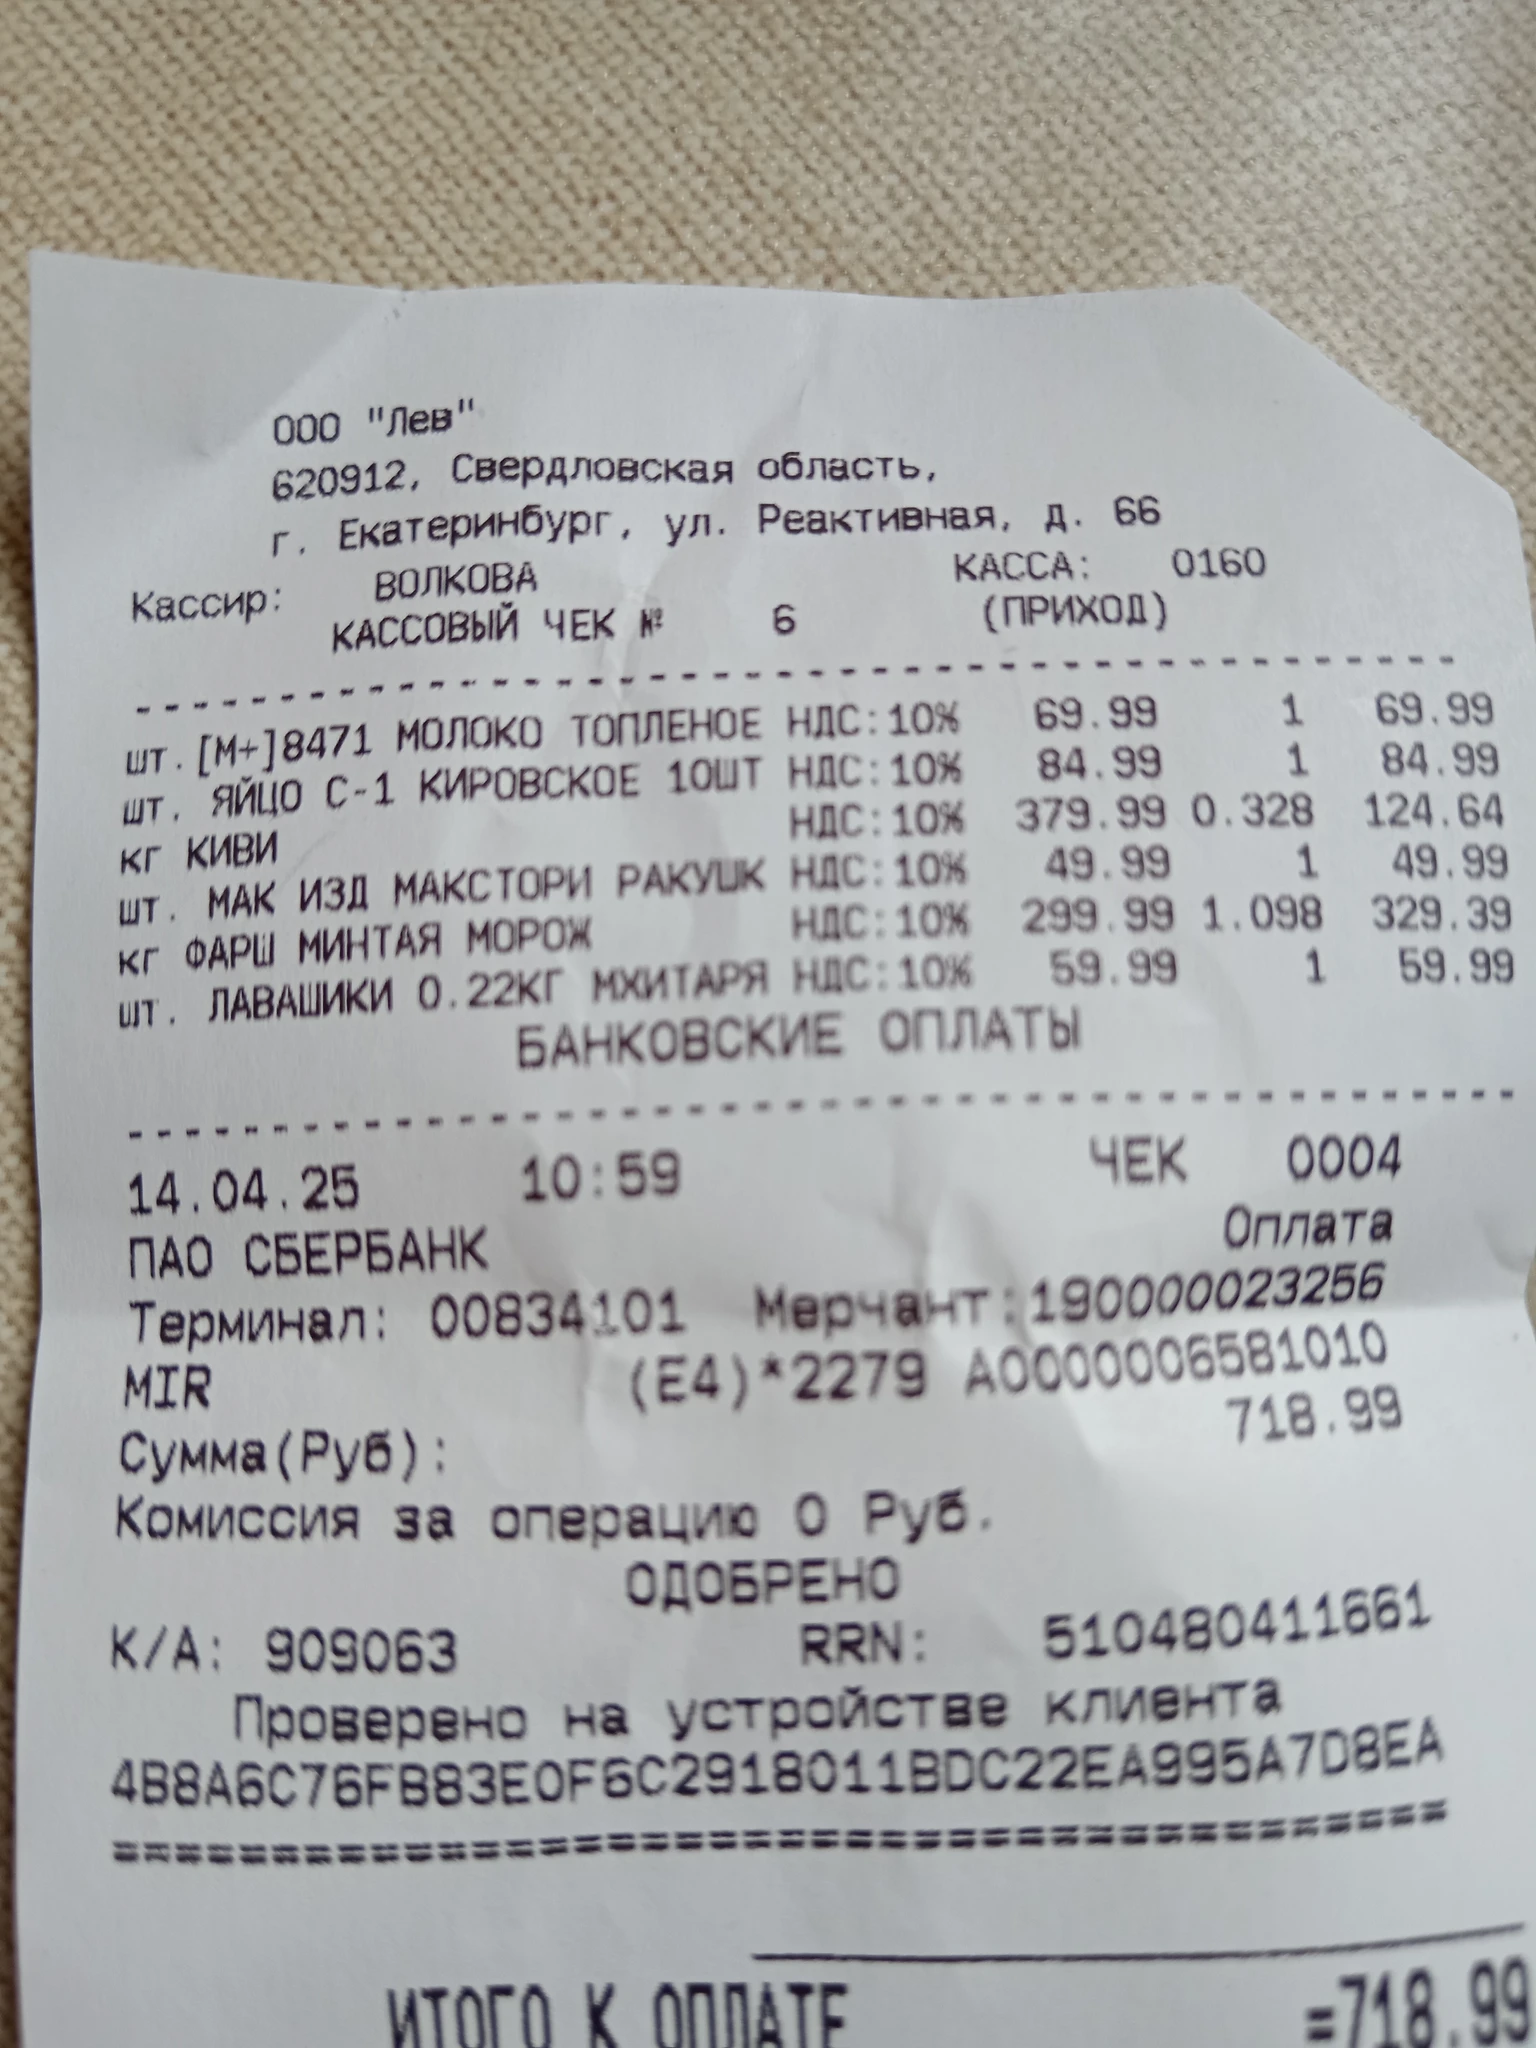 ООО "Лев"
620912, Свердловская область,
г. Екатеринбург, ул. Реактивная, д. 66
Кассир: ВОЛКОВА КАССА: 0160
КАССОВЫЙ ЧЕК № 6 (ПРИХОД)
шт. [М+]8471 МОЛОКО ТОПЛЕНОЕ НДС:10% 69.99 1 69.99
шт. ЯЙЦО С-1 КИРОВСКОЕ 10ШТ НДС:10% 84.99 1 84.99
кг КИВИ НДС:10% 379.99 0.328 124.64
шт. МАК ИЗД МАКСТОРИ РАКУШК НДС:10% 49.99 1 49.99
кг ФАРШ МИНТАЯ МОРОЖ НДС:10% 299.99 1.098 329.39
шт. ЛАВАШИКИ 0.22КГ МХИТАРЯ НДС:10% 59.99 1 59.99
БАНКОВСКИЕ ОПЛАТЫ
14.04.25 10:59 ЧЕК 0004
ПАО СБЕРБАНК Оплата
Терминал: 00834101 Мерчант:190000023256
MIR (E4)*2279 A0000006581010
Сумма(Руб): 718.99
Комиссия за операцию 0 Руб.
ОДОБРЕНО
К/А: 909063 RRN: 510480411661
Проверено на устройстве клиента
4B8A6C76FB83E0F6C2918011BDC22EA995A7D8EA
==========================================
ИТОГО К ОПЛАТЕ =718.99